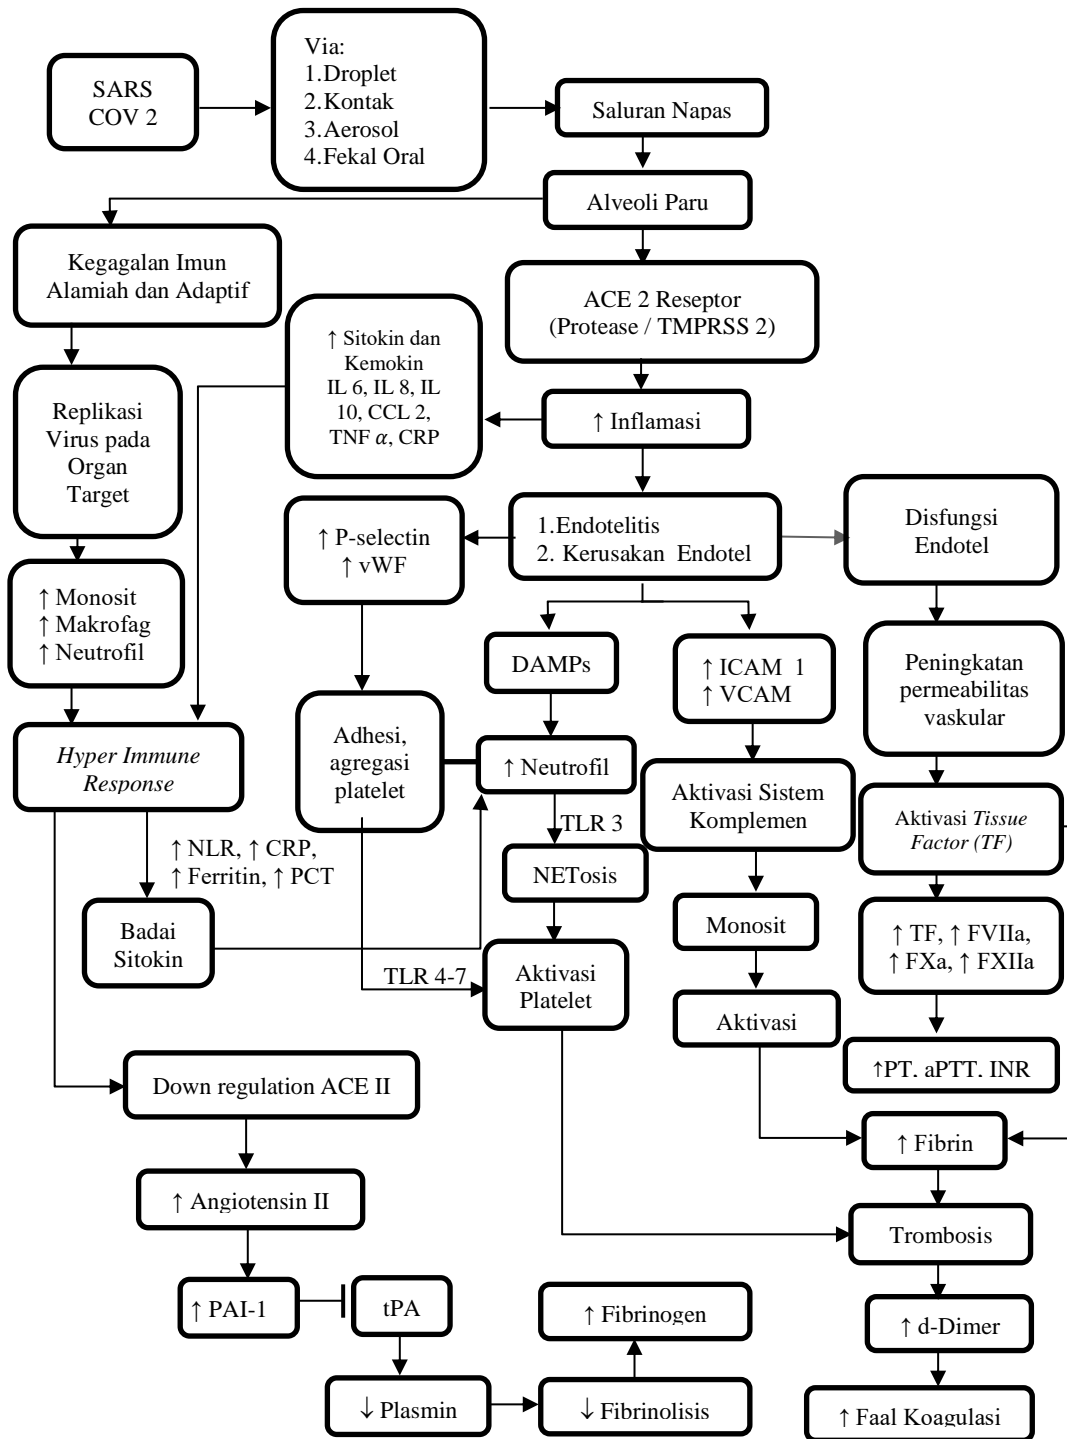 SARS
COV 2
Via:
1.Droplet
2.Kontak
3.Aerosol
4.Fekal Oral
Saluran Napas
Alveoli Paru
Kegagalan Imun
Alamiah dan Adaptif
ACE 2 Reseptor
(Protease / TMPRSS 2)
↑ Sitokin dan
Kemokin
IL 6, IL 8, IL
10, CCL 2,
TNF α, CRP
↑ Inflamasi
Replikasi
Virus pada
Organ
Target
↑ P-selectin
↑ vWF
1.Endotelitis
2. Kerusakan Endotel
Disfungsi
Endotel
↑ Monosit
↑ Makrofag
↑ Neutrofil
DAMPs
↑ ICAM 1
↑ VCAM
Peningkatan
permeabilitas
vaskular
Hyper Immune
Response
Adhesi,
agregasi
platelet
↑ Neutrofil
Aktivasi Sistem
Komplemen
Aktivasi Tissue
Factor (TF)
TLR 3
↑ NLR, ↑ CRP,
↑ Ferritin, ↑ PCT
NETosis
Badai
Sitokin
Monosit
↑ TF, ↑ FVIIa,
↑ FXa, ↑ FXIIa
TLR 4-7
Aktivasi
Platelet
Aktivasi
↑PT. aPTT. INR
Down regulation ACE II
↑ Fibrin
↑ Angiotensin II
Trombosis
↑ PAI-1
tPA
↑ Fibrinogen
↑ d-Dimer
↓ Plasmin
↓ Fibrinolisis
↑ Faal Koagulasi